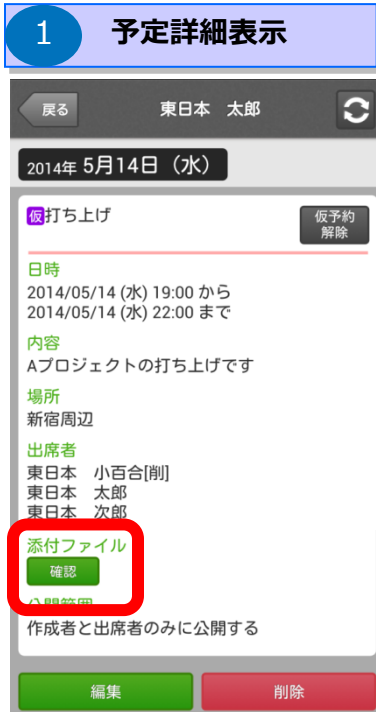 1 予定詳細表示
戻る 東日本 太郎
2014年 5月14日（水）
仮打ち上げ 仮予約
解除
日時
2014/05/14 (水) 19:00 から
2014/05/14 (水) 22:00 まで
内容
Aプロジェクトの打ち上げです
場所
新宿周辺
出席者
東日本 小百合[削]
東日本 太郎
東日本 次郎
添付ファイル
確認
公開範囲
作成者と出席者のみに公開する
編集 削除